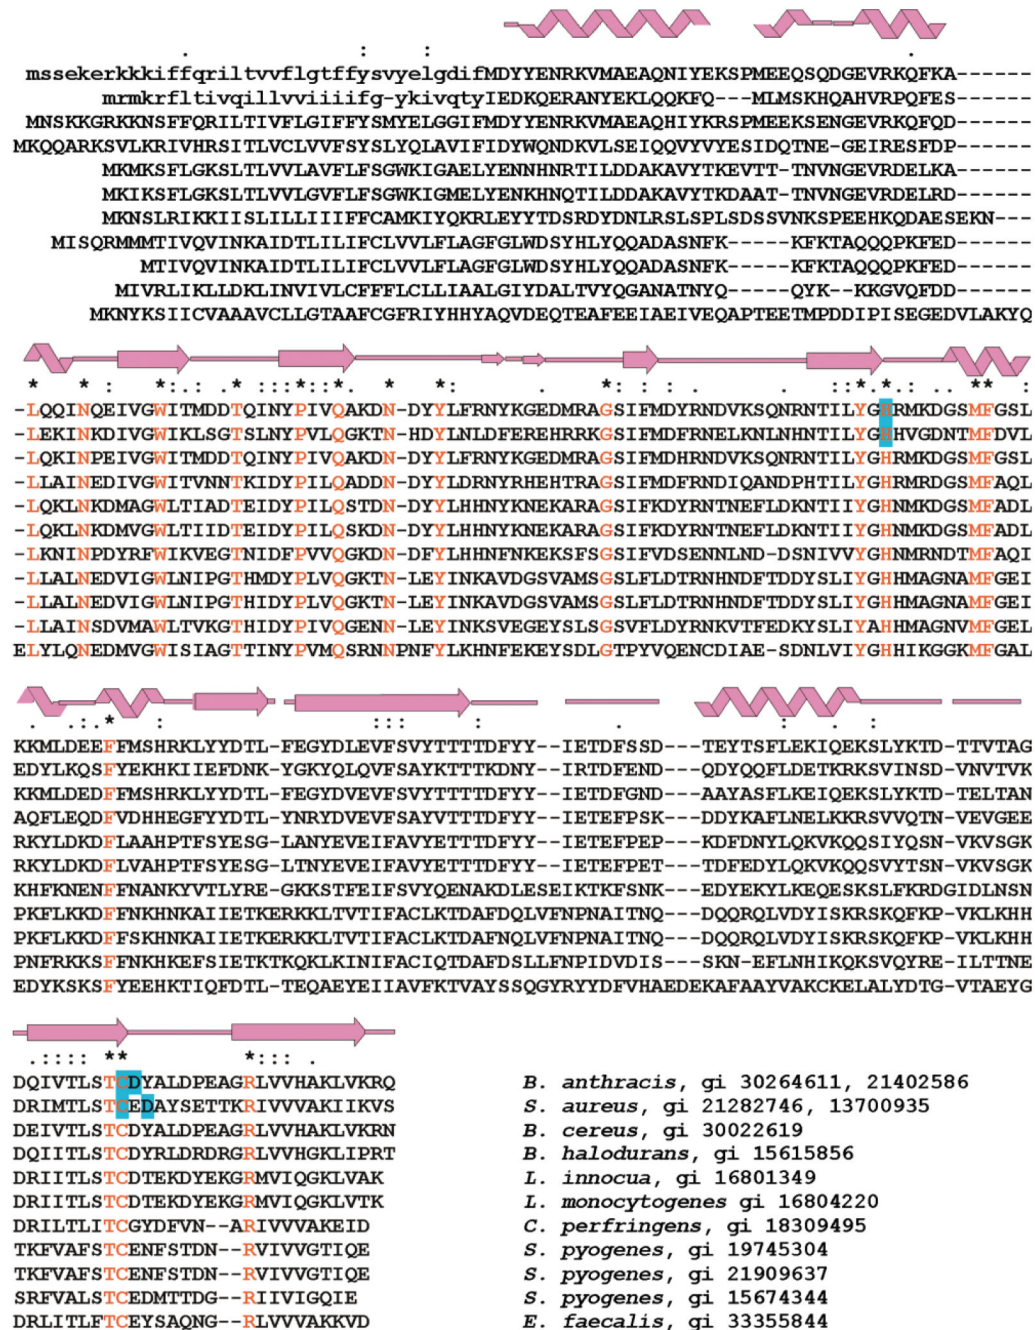 . : : .
mssekerkkkiffqriltvvflgtffysvyelgdifMDYYENRKVMAEAQNIYEKSPMEEQSQDGEVRKQFKA------
mrmkrfltivqillvviiiifg-ykivqtyIEDKQERANYEKLQQKFQ---MLMSKHQAHVRPQFES------
MNSKKGRKKNSFFQRILTIVFLGIFFYSMYELGGIFMDYYENRKVMAEAQHIYKRSPMEEKSENGEVRKQFQD------
MKQQARKSVLKRIVHRSITLVCLVVFSYSLYQLAVIFIDYWQNDKVLSEIQQVYVYESIDQTNE-GEIRESFDP------
MKMKSFLGKSLTLVVLAVFLFSGWKIGAELYENNHNRTILDDAKAVYTKEVTT-TNVNGEVRDELKA------
MKIKSFLGKSLTLVVLGVFLFSGWKIGMELYENKHNQTILDDAKAVYTKDAAT-TNVNGEVRDELRD------
MKNSLRIKKIISLILLIIIFFCAMKIYQKRLEYYTDSRDYDNLRSLSPLSDSSVNKSPEEHKQDAESEKN---
MISQRMMMTIVQVINKAIDTLILIFCLVVLFLAGFGLWDSYHLYQQADASNFK-----KFKTAQQQPKFED------
MTIVQVINKAIDTLILIFCLVVLFLAGFGLWDSYHLYQQADASNFK-----KFKTAQQQPKFED------
MIVRLIKLLDKLINVIVLCFFFLCLLIAALGIYDALTVYQGANATNYQ-----QYK--KKGVQFDD------
MKNYKSIICVAAAVCLLGTAAFCGFRIYHHYAQVDEQTEAFEEIAEIVEQAPTEETMPDDIPISEGEDVLAKYQ
* * : *:.: * :::*::* . * *: . *: .: . . ::* *.: .. ** :
-LQQINQEIVGWITMDDTQINYPIVQAKDN-DYYLFRNYKGEDMRAGSIFMDYRNDVKSQNRNTILYGHRMKDGSMFGSL
-LEKINKDIVGWIKLSGTSLNYPVLQGKTN-HDYLNLDFEREHRRKGSIFMDFRNELKNLNHNTILYGHHVGDNTMFDVL
-LQKINPEIVGWITMDDTQINYPIVQAKDN-DYYLFRNYKGEDMRAGSIFMDHRNDVKSQNRNTILYGHRMKDGSMFGSL
-LLAINEDIVGWITVNNTKIDYPILQADDN-DYYLDRNYRHEHTRAGSIFMDFRNDIQANDPHTILYGHRMKDGSMFAQL
-LQKLNKDMAGWLTIADTEIDYPILQSTDN-DYYLHHNYKNEKARAGSIFKDYRNTNEFLDKNTIIYGHNMKDGSMFADL
-LQKLNKDMAGWLTIIDTEIDYPILQSKDN-DYYLHHNYKNEKARAGSIFKDYRNTNEFLDKNTIIYGHNMKDGSMFADL
-LKNINPDYRFWIKVEGTNIDFPVVQGKDN-DFYLHHNFNKEKSFSGSIFVDSENNLND-DSNIVVYGHNMRNDTMFAQI
-LLALNEDVIGWLNIPGTHMDYPLVQGKTN-LEYINKAVDGSVAMSGSLFLDTRNHNDFTDDYSLIYGHHMAGNAMFGEI
-LLALNEDVIGWLNIPGTHIDYPLVQGKTN-LEYINKAVDGSVAMSGSLFLDTRNHNDFTDDYSLIYGHHMAGNAMFGEI
-LLAINSDVMAWLTVKGTHIDYPIVQGENN-LEYINKSVEGEYSLSGSVFLDYRNKVTFEDKYSLIYAHHMAGNVMFGEL
ELYLQNEDMVGWISIAGTTINYPVMQSRNNPNFYLKHNFEKEYSDLGTPYVQENCDIAE-SDNLVIYGHHIKGGKMFGAL
. .:. * : ::: : . . :
KKMLDEEFFMSHRKLYYDTL-FEGYDLEVFSVYTTTTDFYY--IETDFSSD---TEYTSFLEKIQEKSLYKTD-TTVTAG
EDYLKQSFYEKHKIIEFDNK-YGKYQLQVFSAYKTTTKDNY--IRTDFEND---QDYQQFLDETKRKSVINSD-VNVTVK
KKMLDEDFFMSHRKLYYDTL-FEGYDVEVFSVYTTTTDFYY--IETDFGND---AAYASFLKEIQEKSLYKTD-TELTAN
AQFLEQDFVDHHEGFYYDTL-YNRYDVEVFSAYVTTTDFYY--IETEFPSK---DDYKAFLNELKKRSVVQTN-VEVGEE
RKYLDKDFLAAHPTFSYESG-LANYEVEIFAVYETTTDFYY--IETEFPEP---KDFDNYLQKVKQQSIYQSN-VKVSGK
RKYLDKDFLVAHPTFSYESG-LTNYEVEIFAVYETTTDFYY--IETEFPET---TDFEDYLQKVKQQSVYTSN-VKVSGK
KHFKNENFFNANKYVTLYRE-GKKSTFEIFSVYQENAKDLESEIKTKFSNK---EDYEKYLKEQESKSLFKRDGIDLNSN
PKFLKKDFFNKHNKAIIETKERKKLTVTIFACLKTDAFDQLVFNPNAITNQ---DQQRQLVDYISKRSKQFKP-VKLKHH
PKFLKKDFFSKHNKAIIETKERKKLTVTIFACLKTDAFNQLVFNPNAITNQ---DQQRQLVDYISKRSKQFKP-VKLKHH
PNFRKKSFFNKHKEFSIETKTKQKLKINIFACIQTDAFDSLLFNPIDVDIS---SKN-EFLNHIKQKSVQYRE-ILTTNE
EDYKSKSFYEEHKTIQFDTL-TEQAEYEIIAVFKTVAYSSQGYRYYDFVHAEDEKAFAAYVAKCKELALYDTG-VTAEYG
.:::: ** *::: .
DQIVTLSTCDYALDPEAGRLVVHAKLVKRQ B. anthracis, gi 30264611, 21402586
DRIMTLSTCEDAYSETTKRIVVVAKIIKVS S. aureus, gi 21282746, 13700935
DEIVTLSTCDYALDPEAGRLVVHAKLVKRN B. cereus, gi 30022619
DQIITLSTCDYRLDRDRGRLVVHGKLIPRT B. halodurans, gi 15615856
DRIITLSTCDTEKDYEKGRMVIQGKLVAK L. innocua, gi 16801349
DRIITLSTCDTEKDYEKGRMVIQGKLVTK L. monocytogenes gi 16804220
DRILTLITCGYDFVN--ARIVVVAKEID C. perfringens, gi 18309495
TKFVAFSTCENFSTDN--RVIVVGTIQE S. pyogenes, gi 19745304
TKFVAFSTCENFSTDN--RVIVVGTIQE S. pyogenes, gi 21909637
SRFVALSTCEDMTTDG-RIIVIGQIE S. pyogenes, gi 15674344
DRLITLFTCEYSAQNG--RLVVVAKKVD E. faecalis, gi 33355844